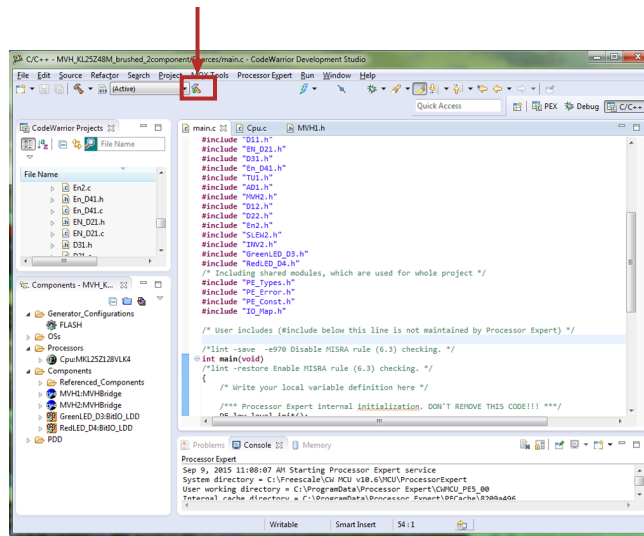 C/C++ - MVH_KL25Z48M_brushed_2component/Sources/main.c - CodeWarrior Development Studio
File Edit Source Refactor Search Project MQX Tools Processor Expert Run Window Help
(Active)
Quick Access
PEX Debug C/C++
CodeWarrior Projects
File Name
File Name
En2.c
En_D41.h
En_D41.c
EN_D21.h
EN_D21.c
D31.h
Components - MVH_K...
Generator_Configurations
FLASH
OSs
Processors
Cpu:MKL25Z128VLK4
Components
Referenced_Components
MVH1:MVHBridge
MVH2:MVHBridge
GreenLED_D3:BitIO_LDD
RedLED_D4:BitIO_LDD
PDD
main.c Cpu.c MVH1.h
#include "D11.h"
#include "EN_D21.h"
#include "D31.h"
#include "En_D41.h"
#include "TU1.h"
#include "AD1.h"
#include "MVH2.h"
#include "D12.h"
#include "D22.h"
#include "En2.h"
#include "SLEW2.h"
#include "INV2.h"
#include "GreenLED_D3.h"
#include "RedLED_D4.h"
/* Including shared modules, which are used for whole project */
#include "PE_Types.h"
#include "PE_Error.h"
#include "PE_Const.h"
#include "IO_Map.h"
/* User includes (#include below this line is not maintained by Processor Expert) */
/*lint -save -e970 Disable MISRA rule (6.3) checking. */
int main(void)
/*lint -restore Enable MISRA rule (6.3) checking. */
{
/* Write your local variable definition here */
/*** Processor Expert internal initialization. DON'T REMOVE THIS CODE!!! ***/
PE_low_level_init();
Problems Console Memory
Processor Expert
Sep 9, 2015 11:08:07 AM Starting Processor Expert service
System directory = C:\Freescale\CW MCU v10.6\MCU\ProcessorExpert
User working directory = C:\ProgramData\Processor Expert\CWMCU_PE5_00
Internal cache directory = C:\ProgramData\Processor Expert\PECache\8209a496
Writable Smart Insert 54 : 1